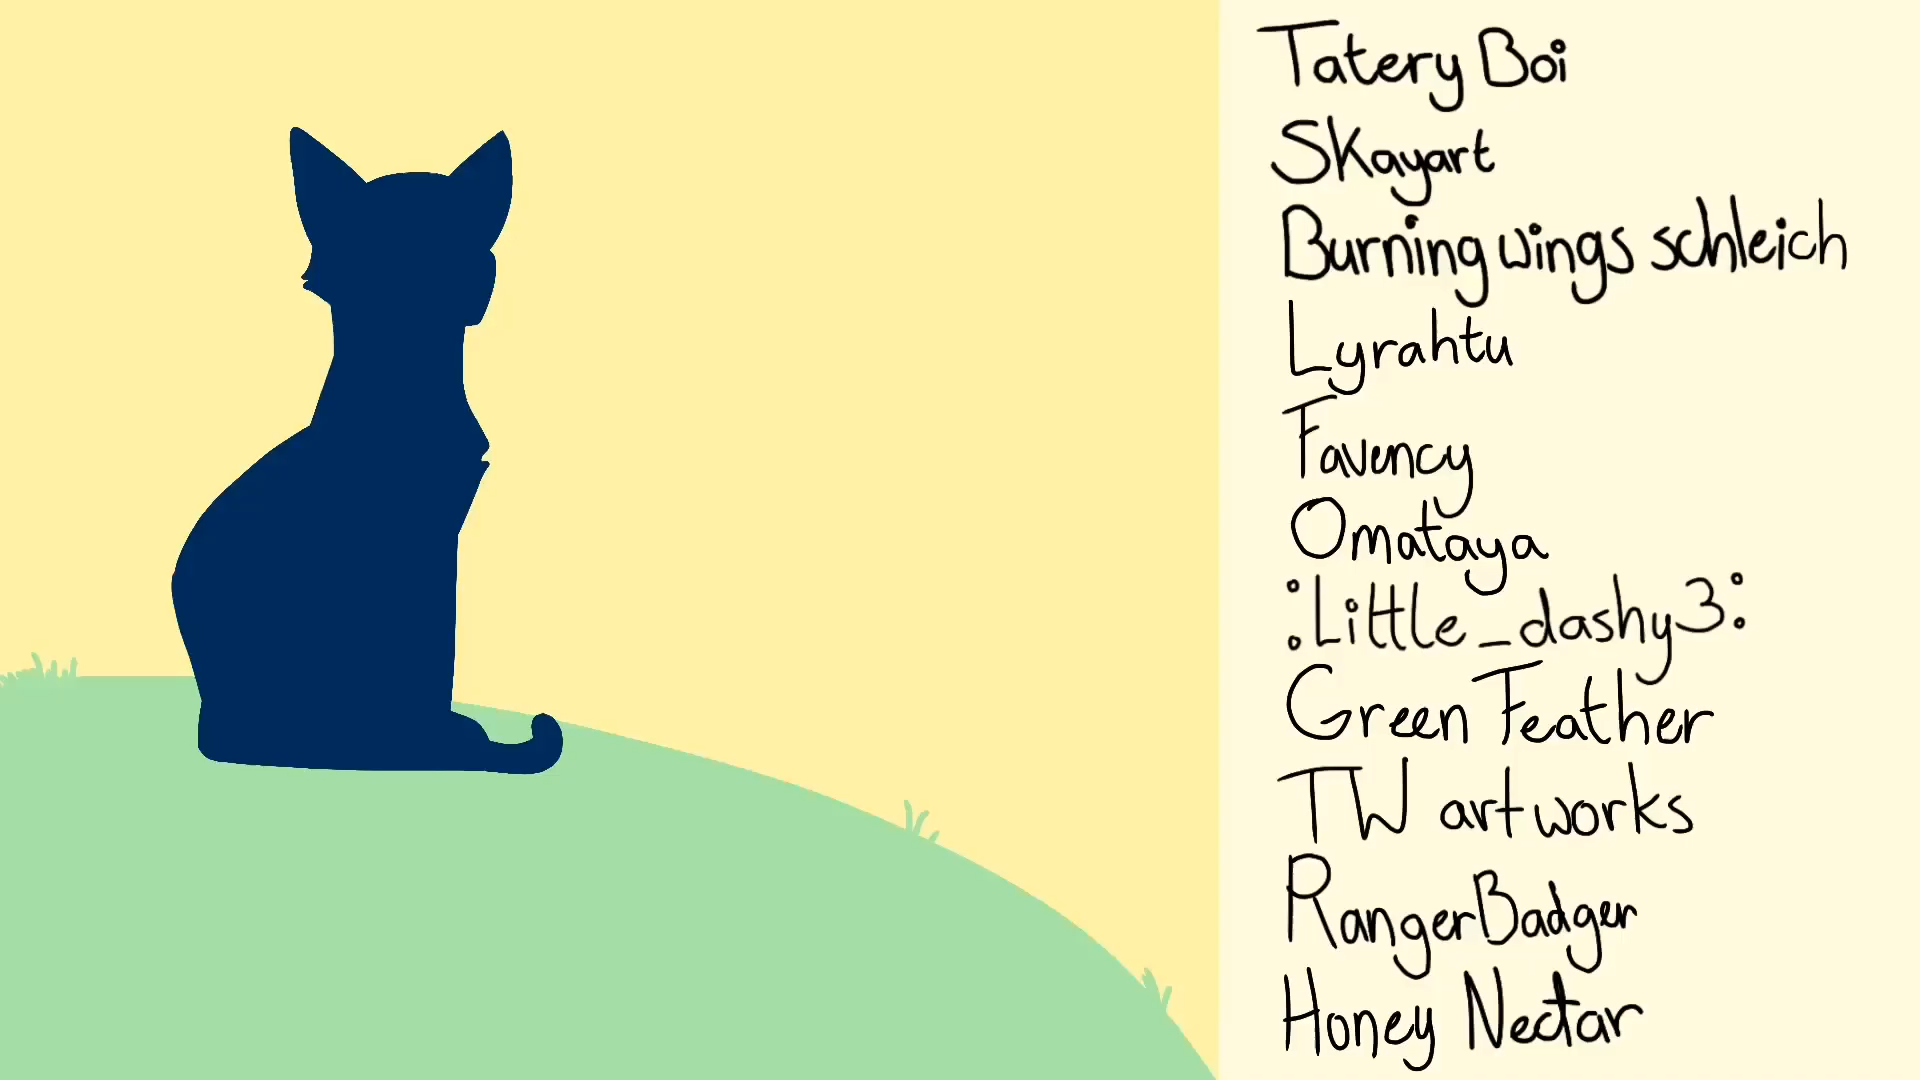 Tatery Boi
Skayart
Burning wings schleich
Lyrahtu
Favency
Omataya
:Little_dashy3:
Green Feather
TW artworks
RangerBadger
Honey Nectar